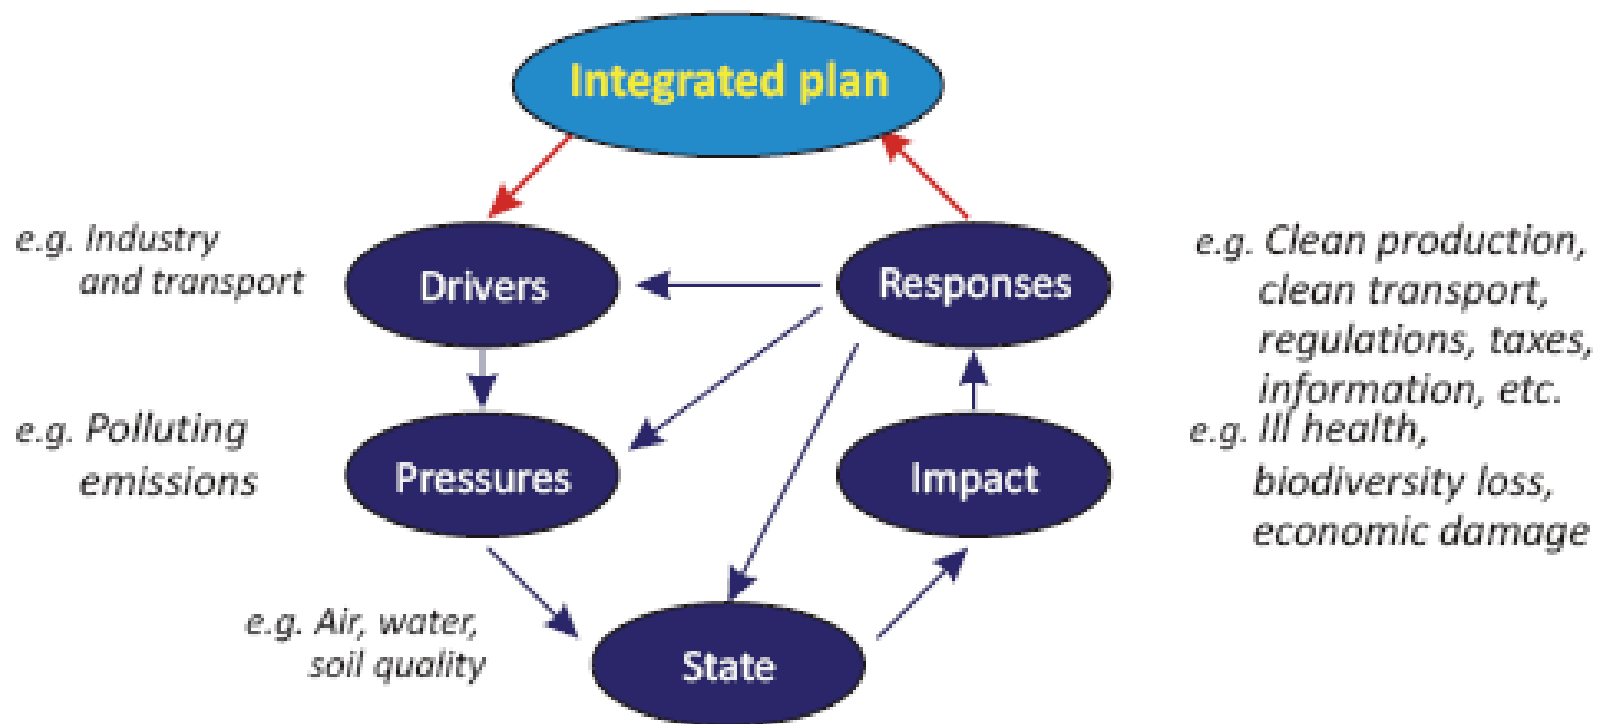 Integrated plan
e.g. Industry
and transport
Drivers
Responses
e.g. Clean production,
clean transport,
regulations, taxes,
information, etc.
e.g. Polluting
emissions
Pressures
Impact
e.g. Ill health,
biodiversity loss,
economic damage
e.g. Air, water,
soil quality
State